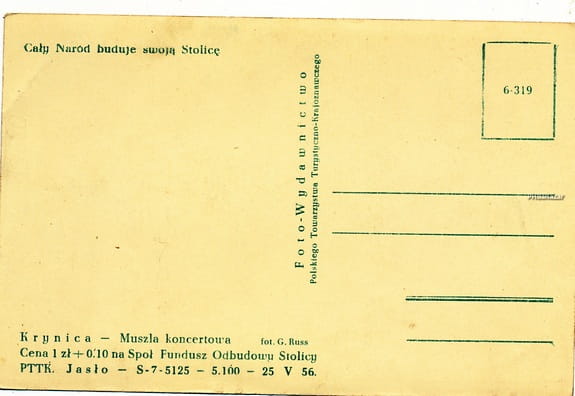 Cały Naród buduje swoją Stolicę
6-319
Foto-Wydawnictwo
Polskiego Towarzystwa Turystyczno-Krajoznawczego
Krynica — Muszla koncertowa fot. G. Russ
Cena 1 zł + 0.10 na Społ Fundusz Odbudowy Stolicy
PTTK. Jasło - S-7-5125 - 5.100 - 25 V 56.